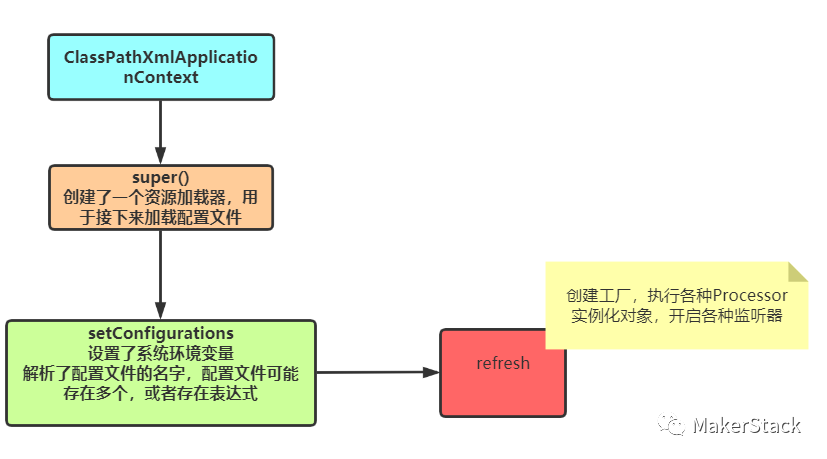 ClassPathXmlApplicatio
nContext
super()
创建了一个资源加载器，用
于接下来加载配置文件
setConfigurations
设置了系统环境变量
解析了配置文件的名字，配置文件可能
存在多个，或者存在表达式
创建工厂，执行各种Processor
实例化对象，开启各种监听器
refresh
MakerStack